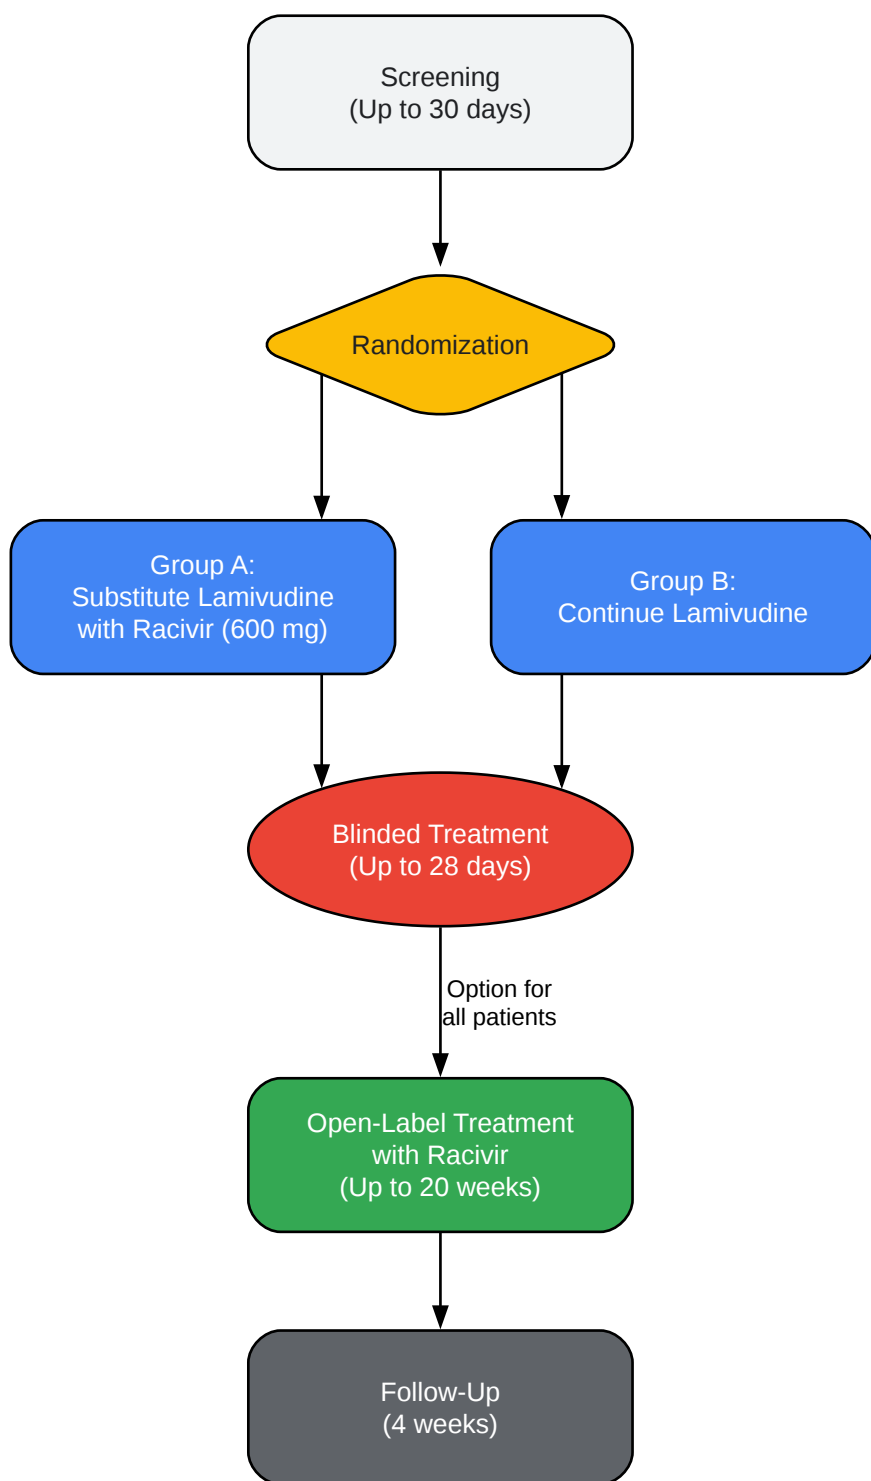 Screening
(Up to 30 days)
Randomization
Group A:
Substitute Lamivudine
with Racivir (600 mg)
Group B:
Continue Lamivudine
Blinded Treatment
(Up to 28 days)
Option for
all patients
Open-Label Treatment
with Racivir
(Up to 20 weeks)
Follow-Up
(4 weeks)